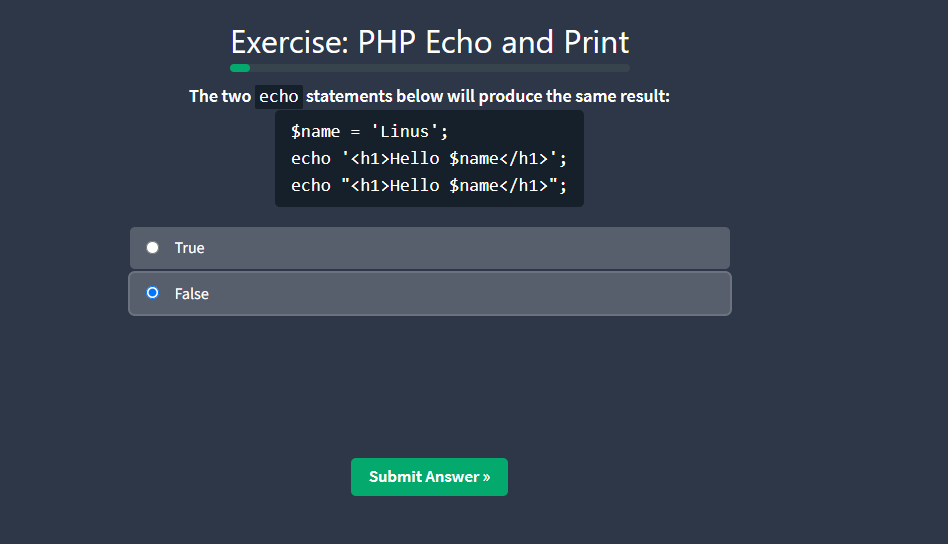 Exercise: PHP Echo and Print
The two echo statements below will produce the same result:
$name = 'Linus';
echo '<h1>Hello $name</h1>';
echo "<h1>Hello $name</h1>";
True
False
Submit Answer »